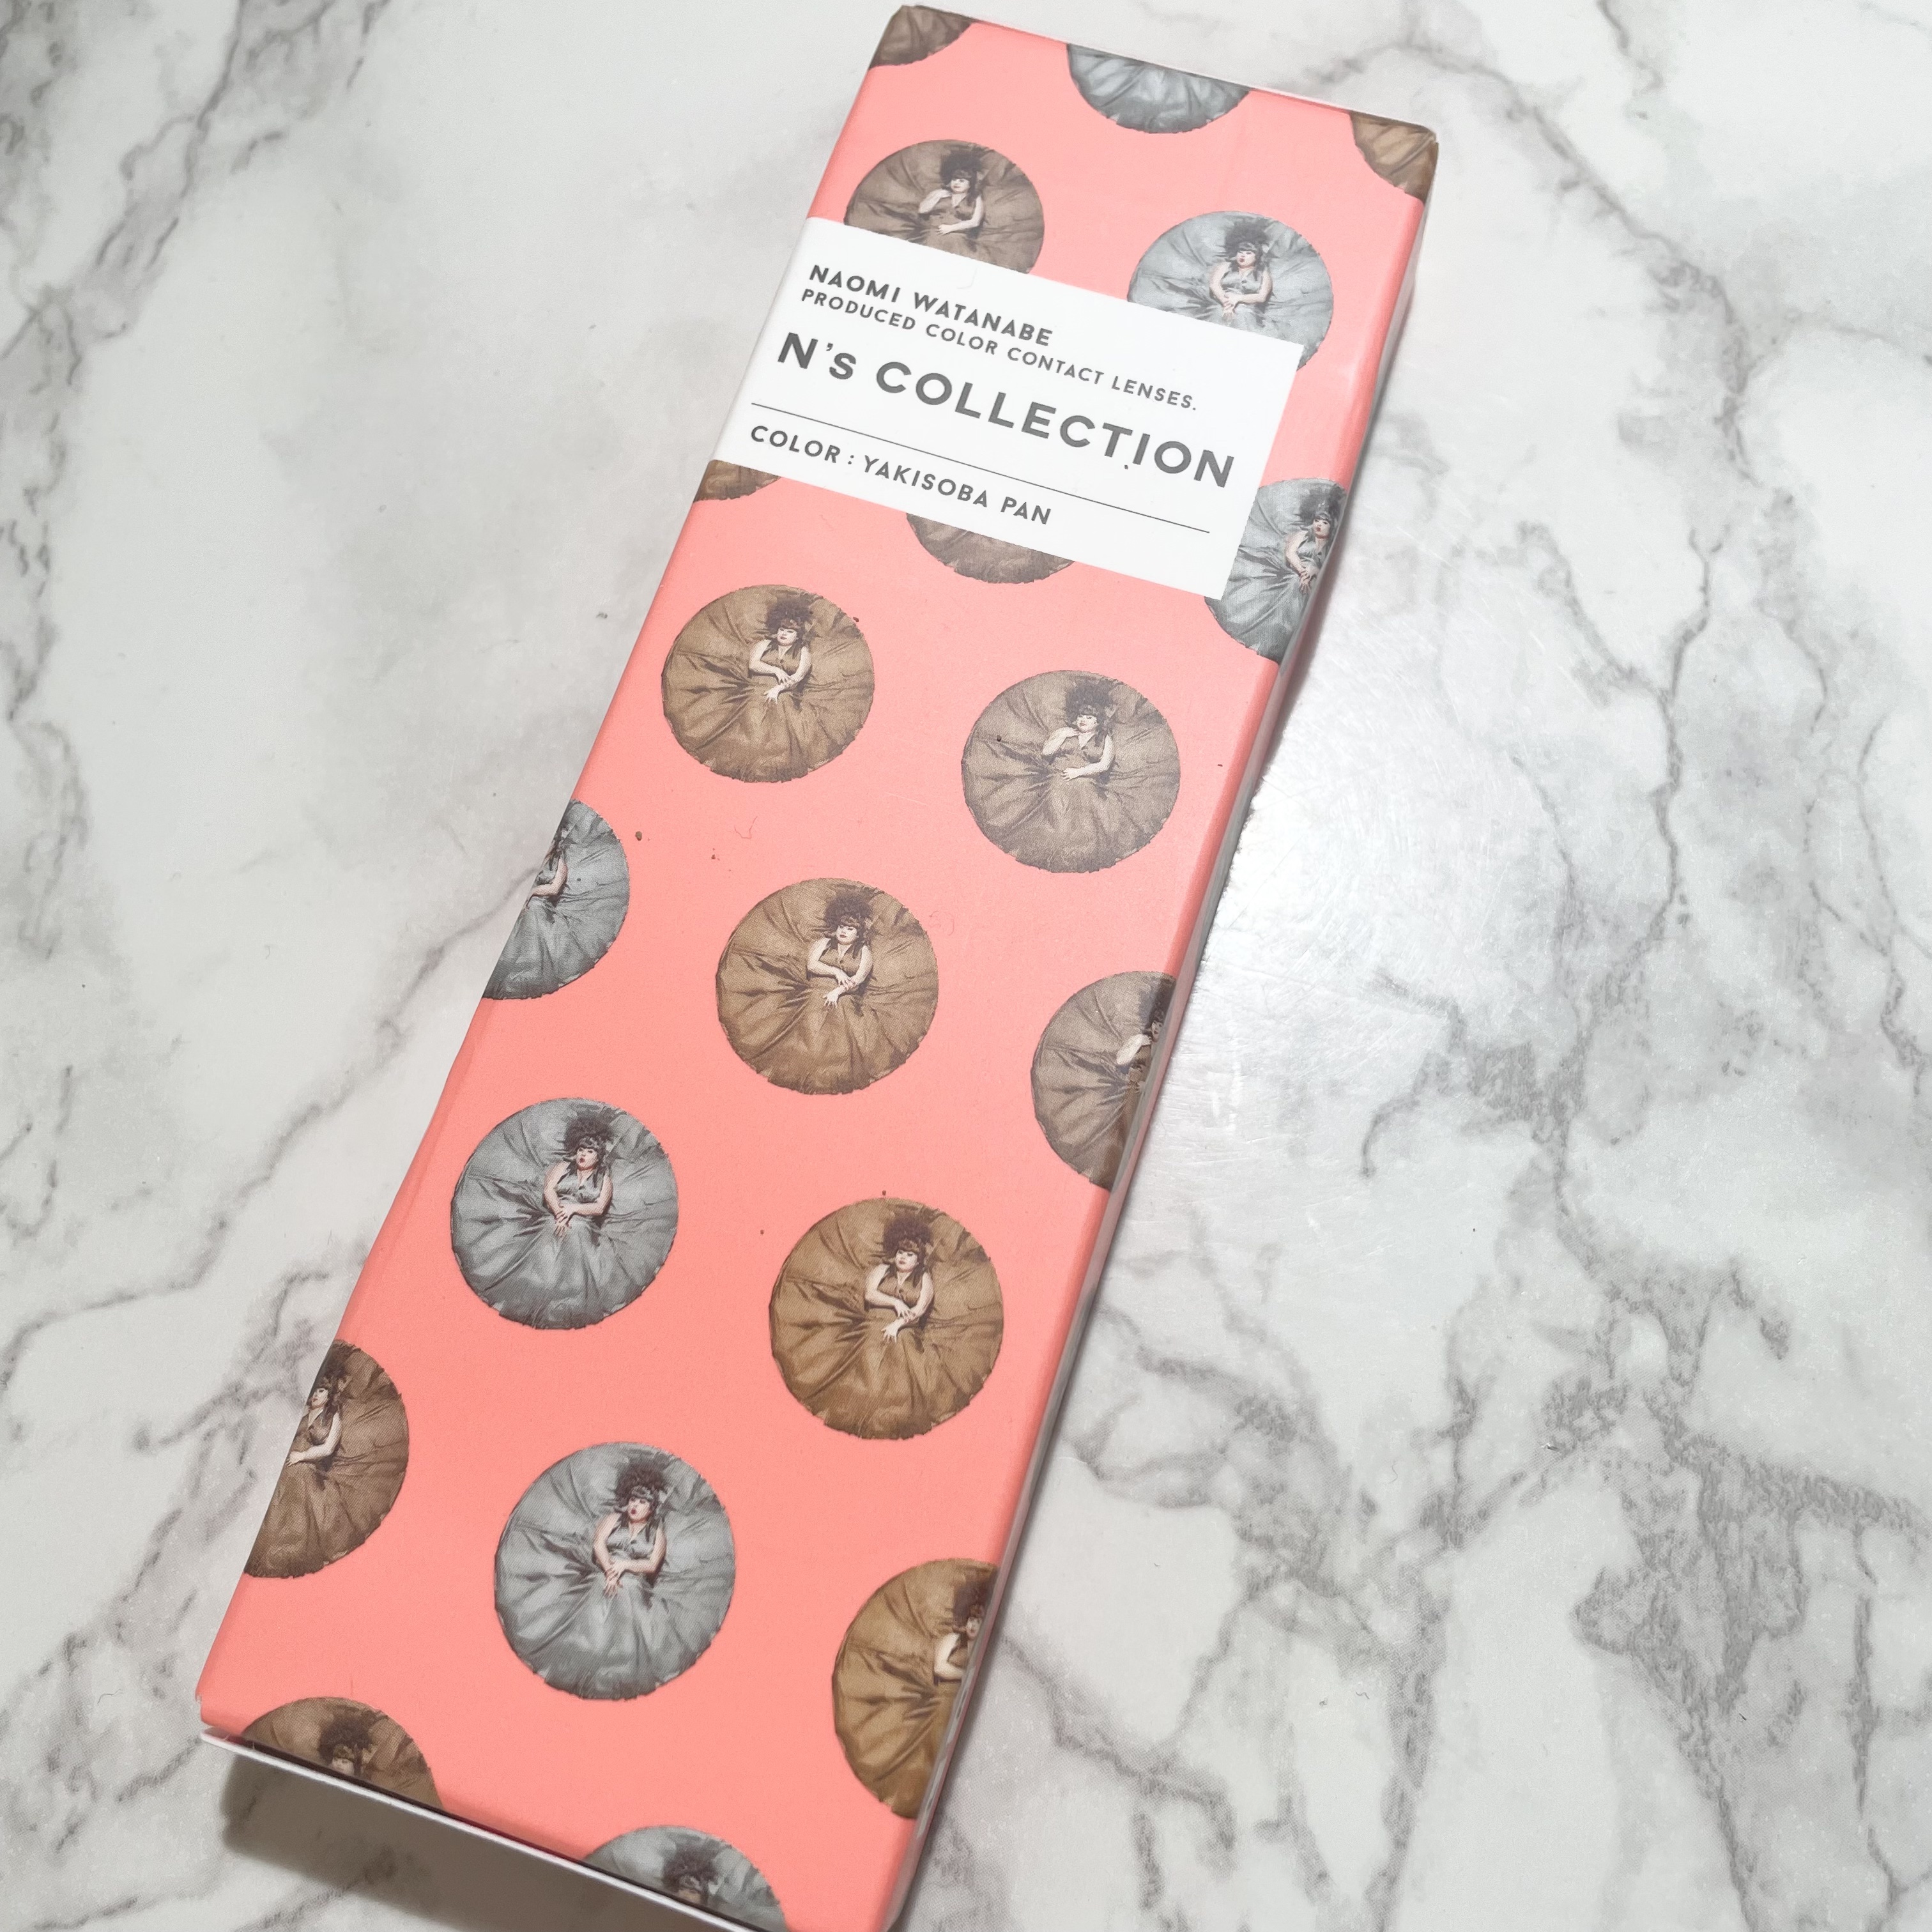 NAOMI WATANABE
PRODUCED COLOR CONTACT LENSES.
N's COLLECTION
COLOR : YAKISOBA PAN